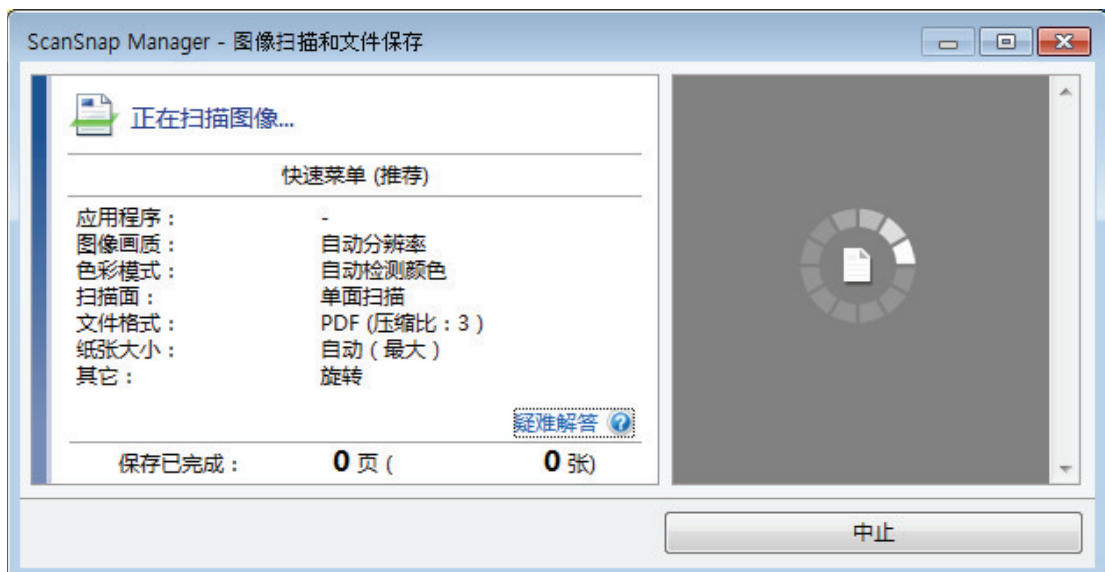 ScanSnap Manager - 图像扫描和文件保存
正在扫描图像...
快速菜单 (推荐)
应用程序： -
图像画质： 自动分辨率
色彩模式： 自动检测颜色
扫描面： 单面扫描
文件格式： PDF (压缩比：3 )
纸张大小： 自动 ( 最大 )
其它： 旋转
疑难解答
保存已完成： 0 页 ( 0 张)
中止